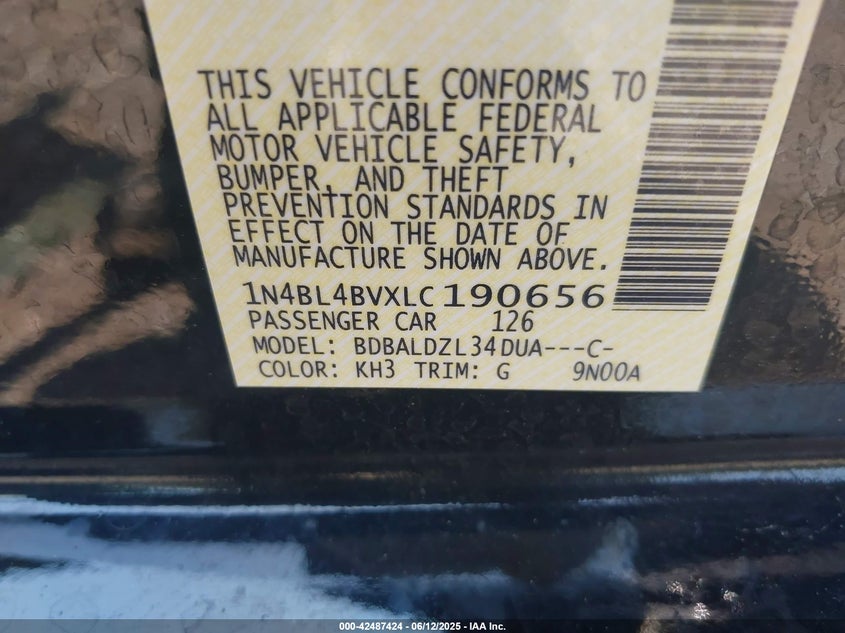 THIS VEHICLE CONFORMS TO
ALL APPLICABLE FEDERAL
MOTOR VEHICLE SAFETY,
BUMPER, AND THEFT
PREVENTION STANDARDS IN
EFFECT ON THE DATE OF
MANUFACTURE SHOWN ABOVE.
1N4BL4BVXLC190656
PASSENGER CAR 126
MODEL: BDBALDZL34DUA---C-
COLOR: KH3 TRIM: G 9N00A
000-42487424 - 06/12/2025 - IAA Inc.